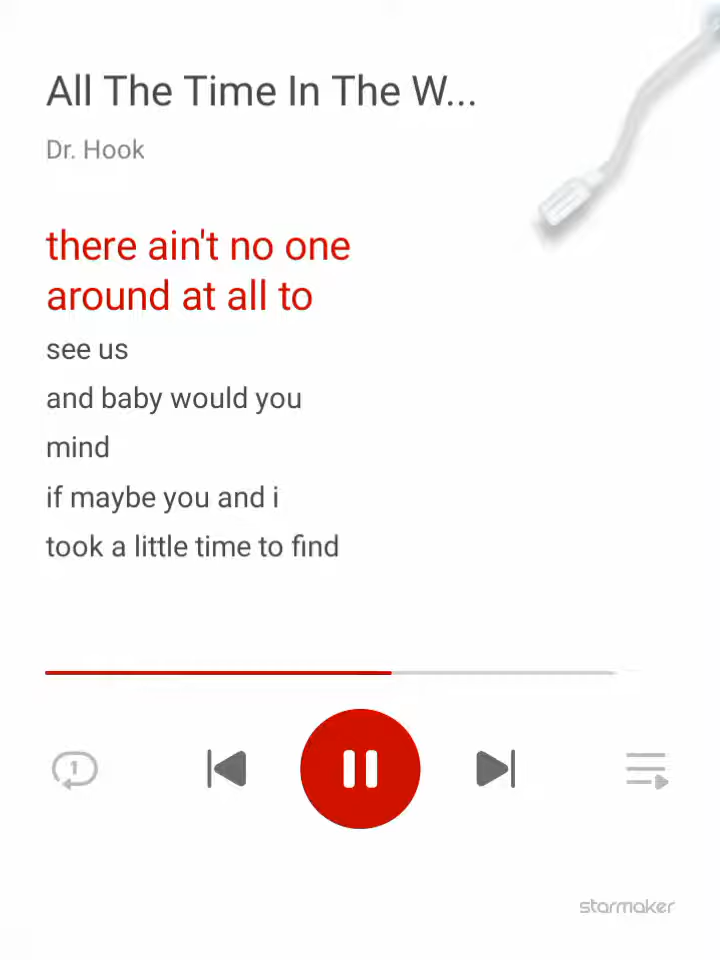 All The Time In The W...
Dr. Hook
there ain't no one
around at all to
see us
and baby would you
mind
if maybe you and i
took a little time to find
1
starmaker